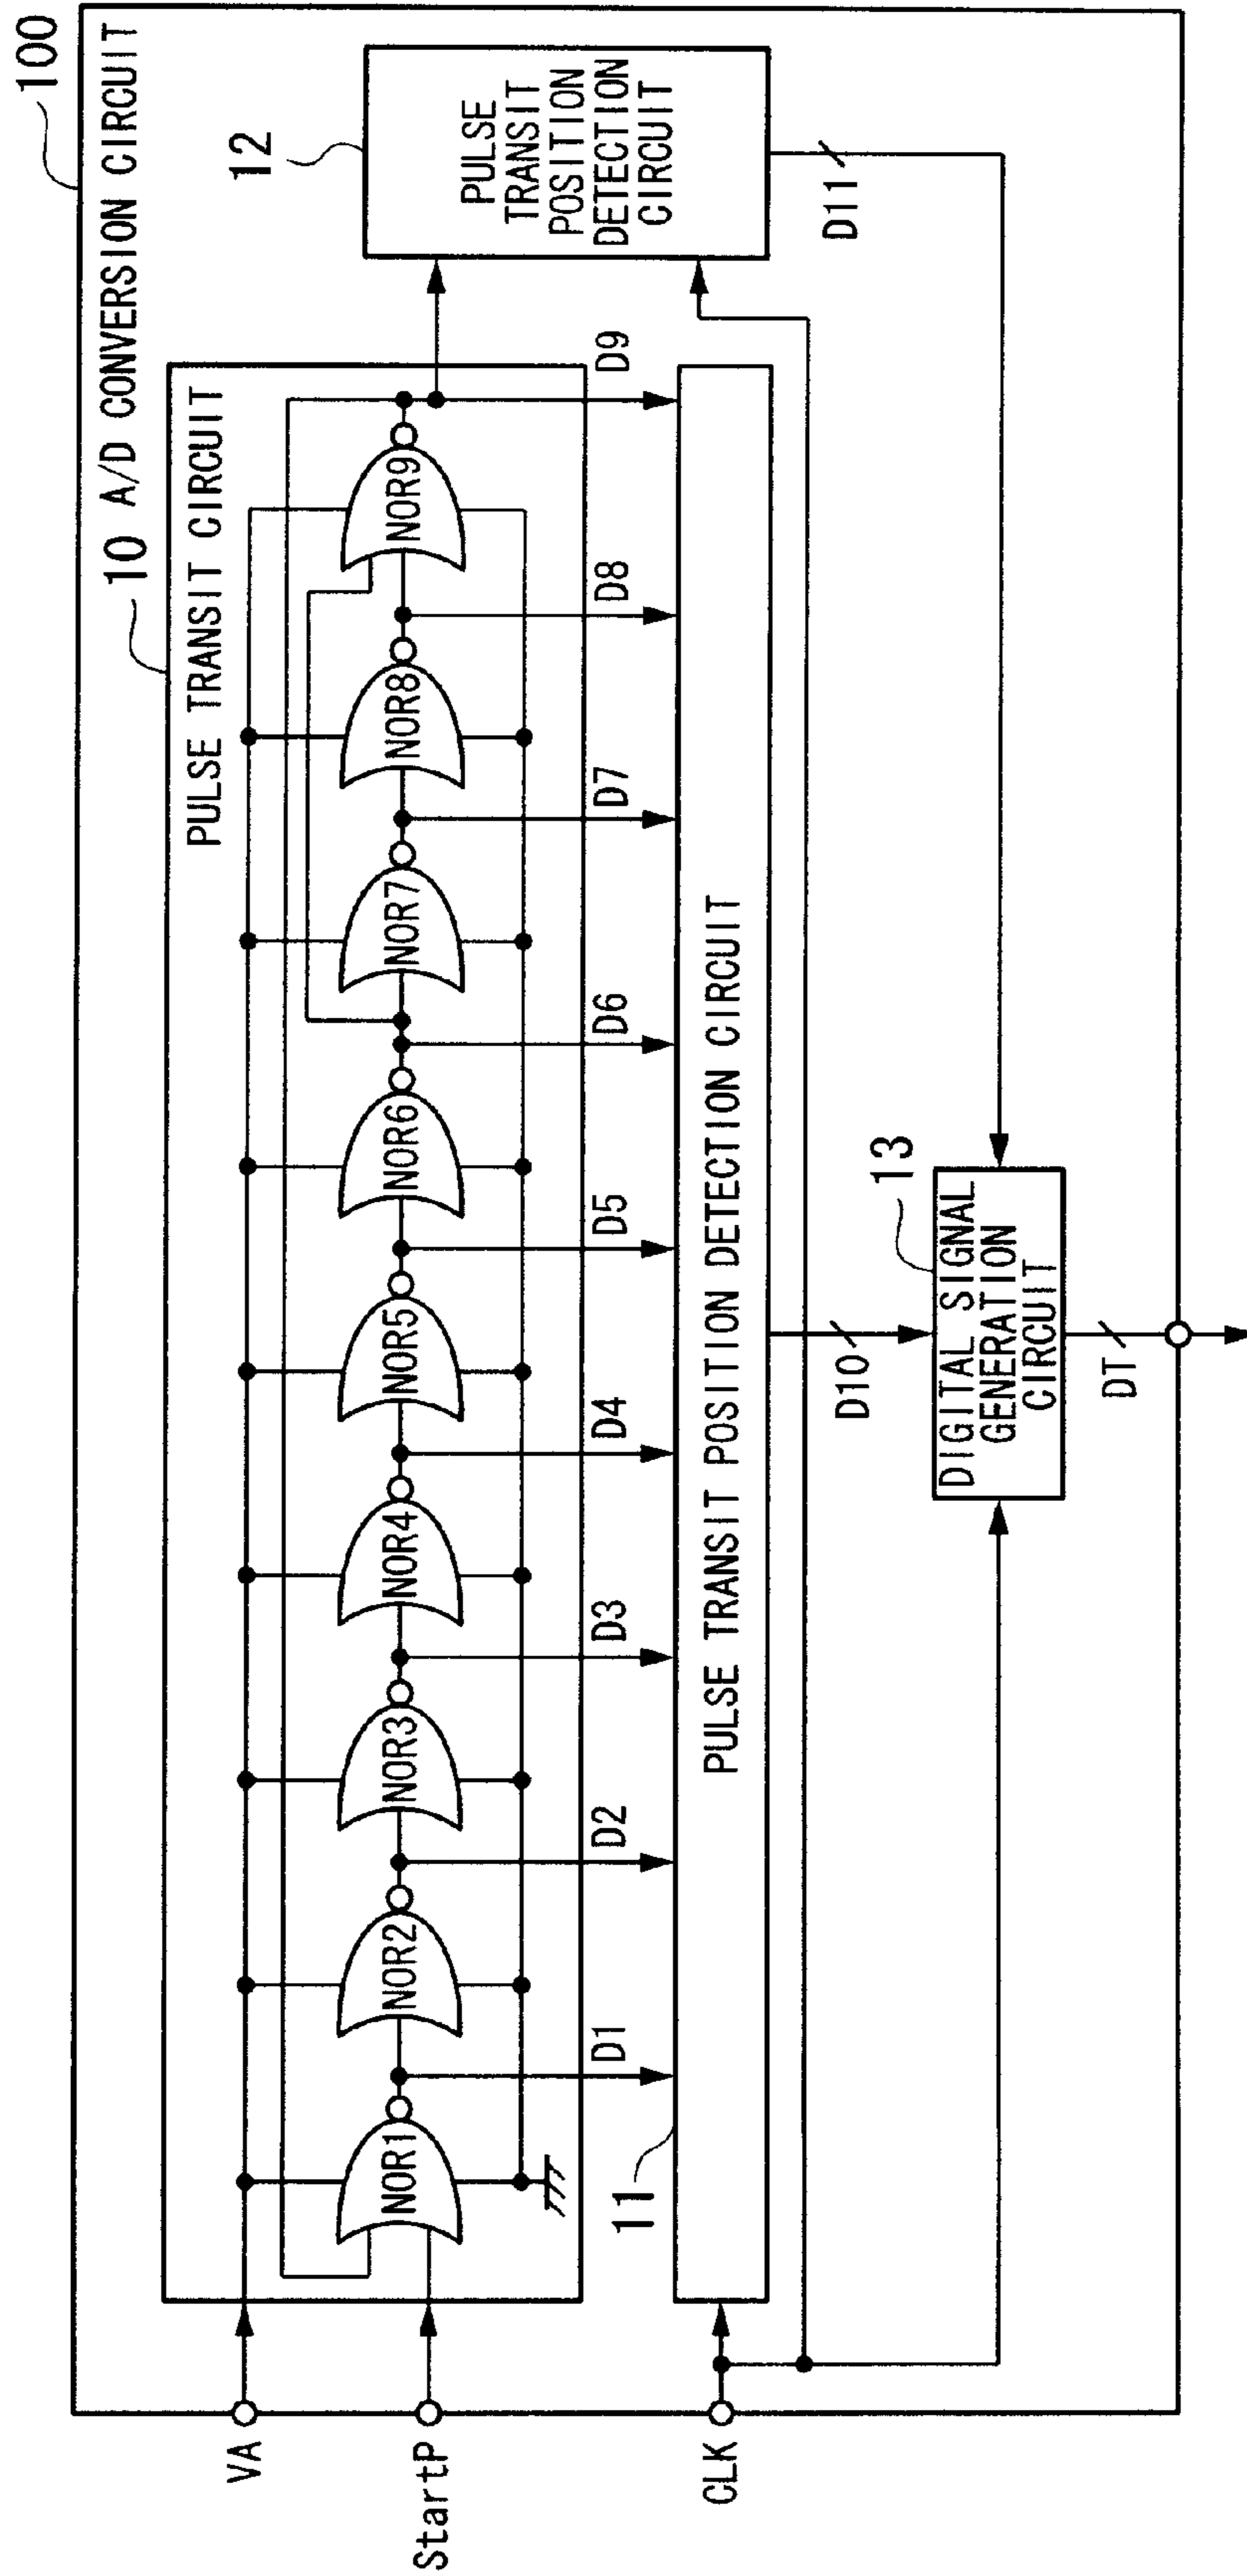 100
A/D CONVERSION CIRCUIT
10
PULSE TRANSIT CIRCUIT
12
PULSE
TRANSIT
POSITION
DETECTION
CIRCUIT
VA
StartP
CLK
NOR1
NOR2
NOR3
NOR4
NOR5
NOR6
NOR7
NOR8
NOR9
D1
D2
D3
D4
D5
D6
D7
D8
D9
11
PULSE TRANSIT POSITION DETECTION CIRCUIT
D10
D11
13
DIGITAL SIGNAL
GENERATION
CIRCUIT
DT